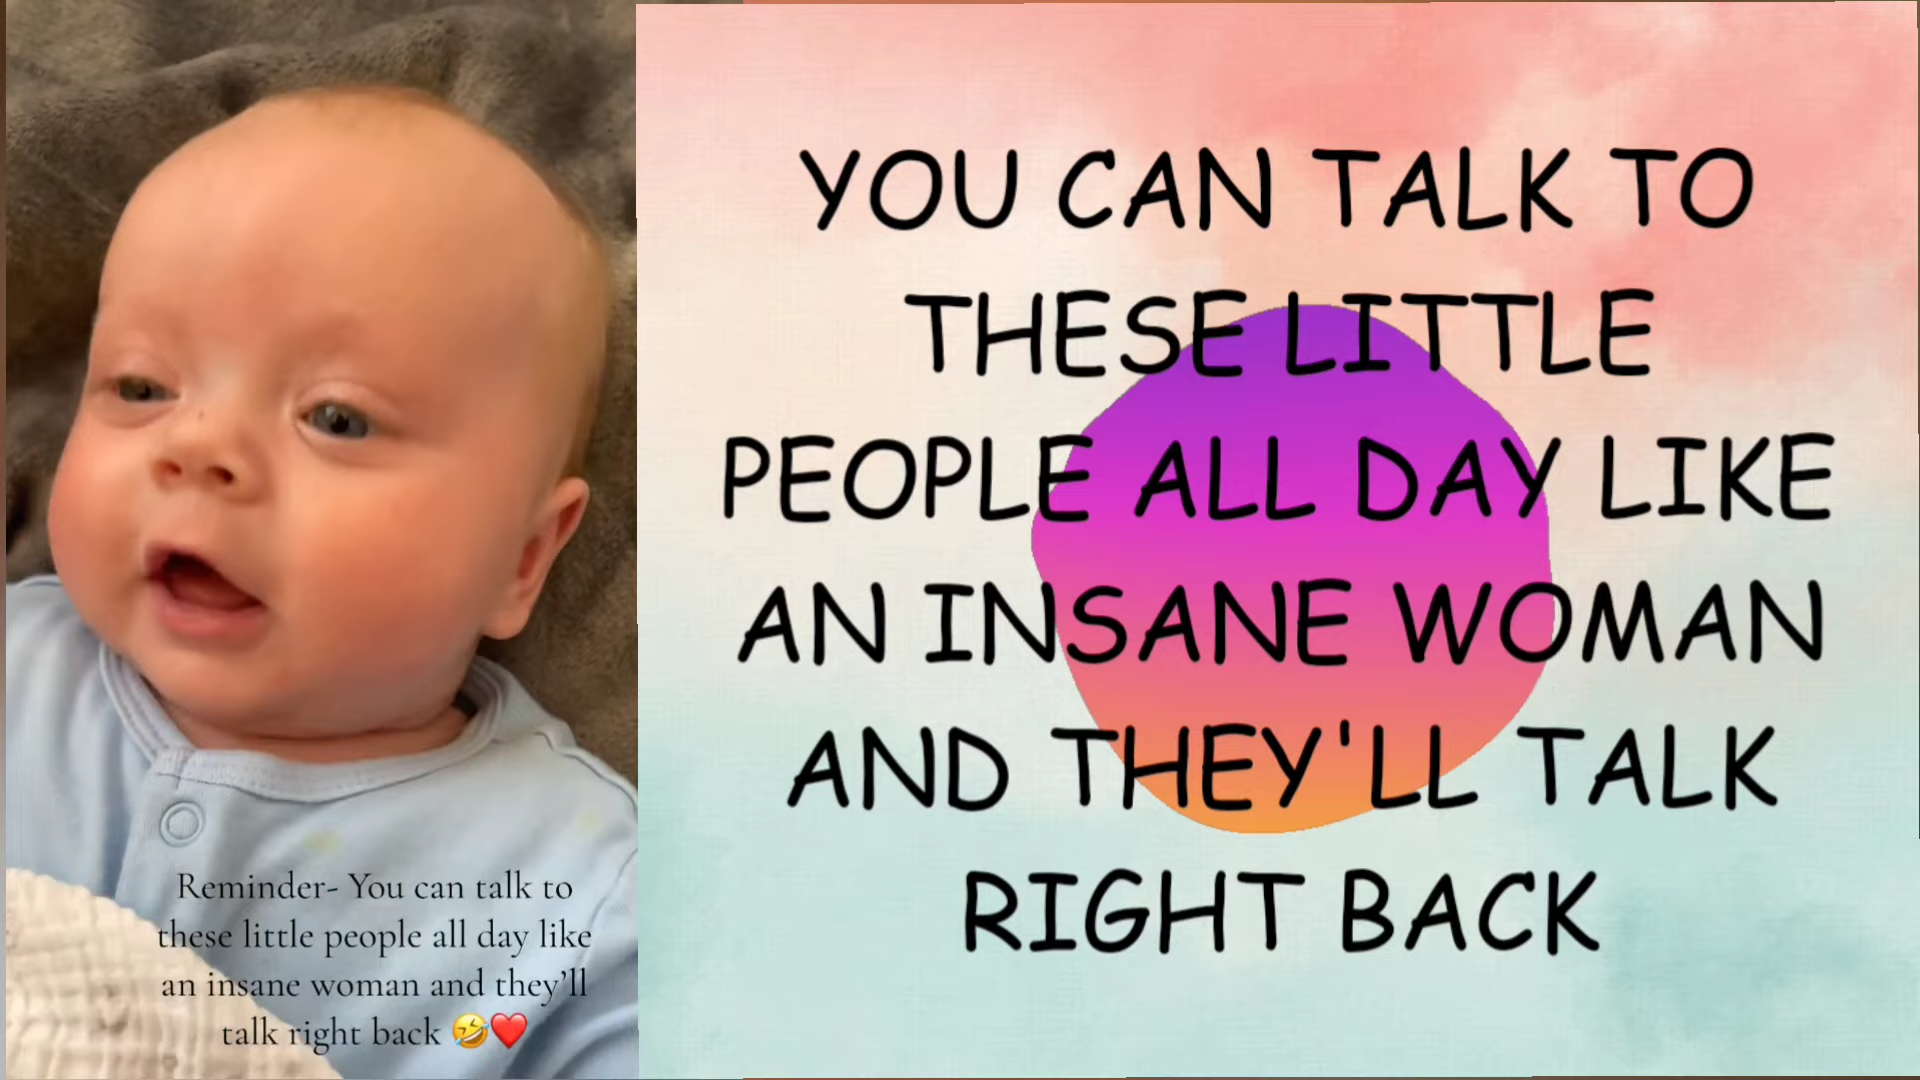 Reminder- You can talk to
these little people all day like
an insane woman and they’ll
talk right back 🤣❤️
YOU CAN TALK TO
THESE LITTLE
PEOPLE ALL DAY LIKE
AN INSANE WOMAN
AND THEY'LL TALK
RIGHT BACK